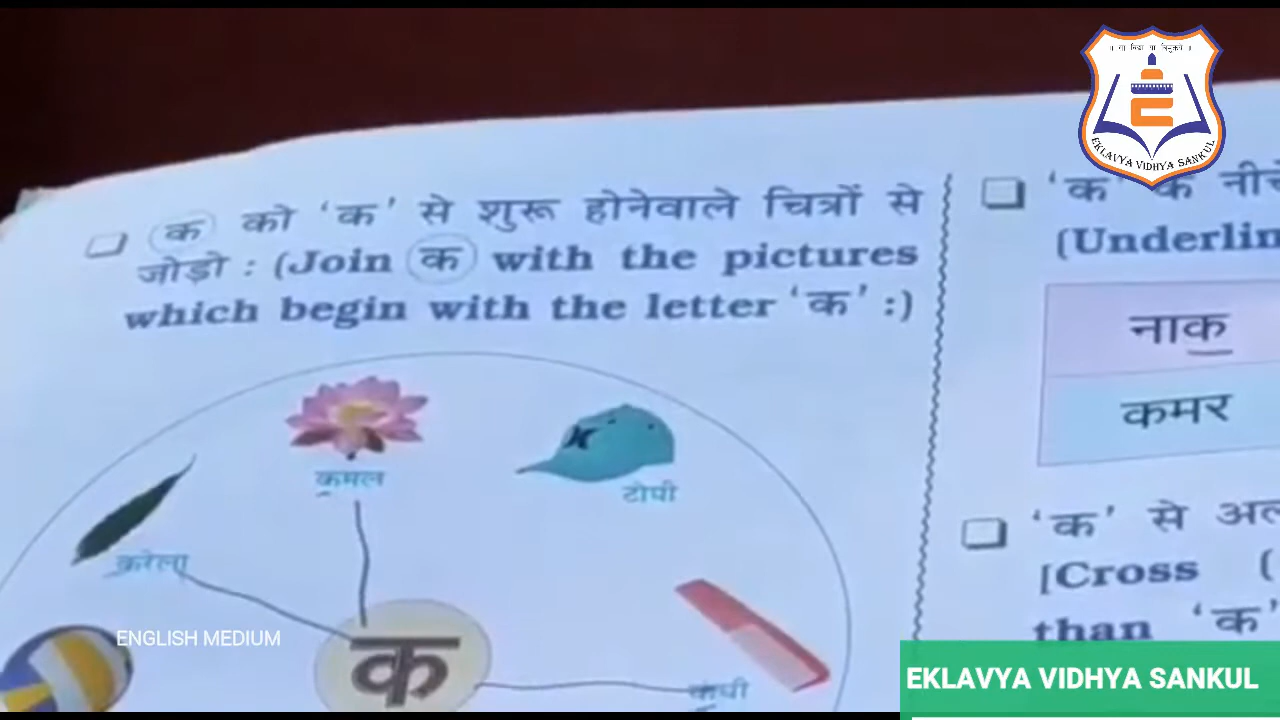 क को 'क' से शुरू होनेवाले चित्रों से
जोड़ो : (Join क with the pictures
which begin with the letter 'क' :)
कमल
टोपी
करेला
क
कंघी
'क' के नीचे
(Underlin
नाक
कमर
'क' से अल
[Cross (
than 'क'
ENGLISH MEDIUM
EKLAVYA VIDHYA SANKUL
EKLAVYA VIDHYA SANKUL